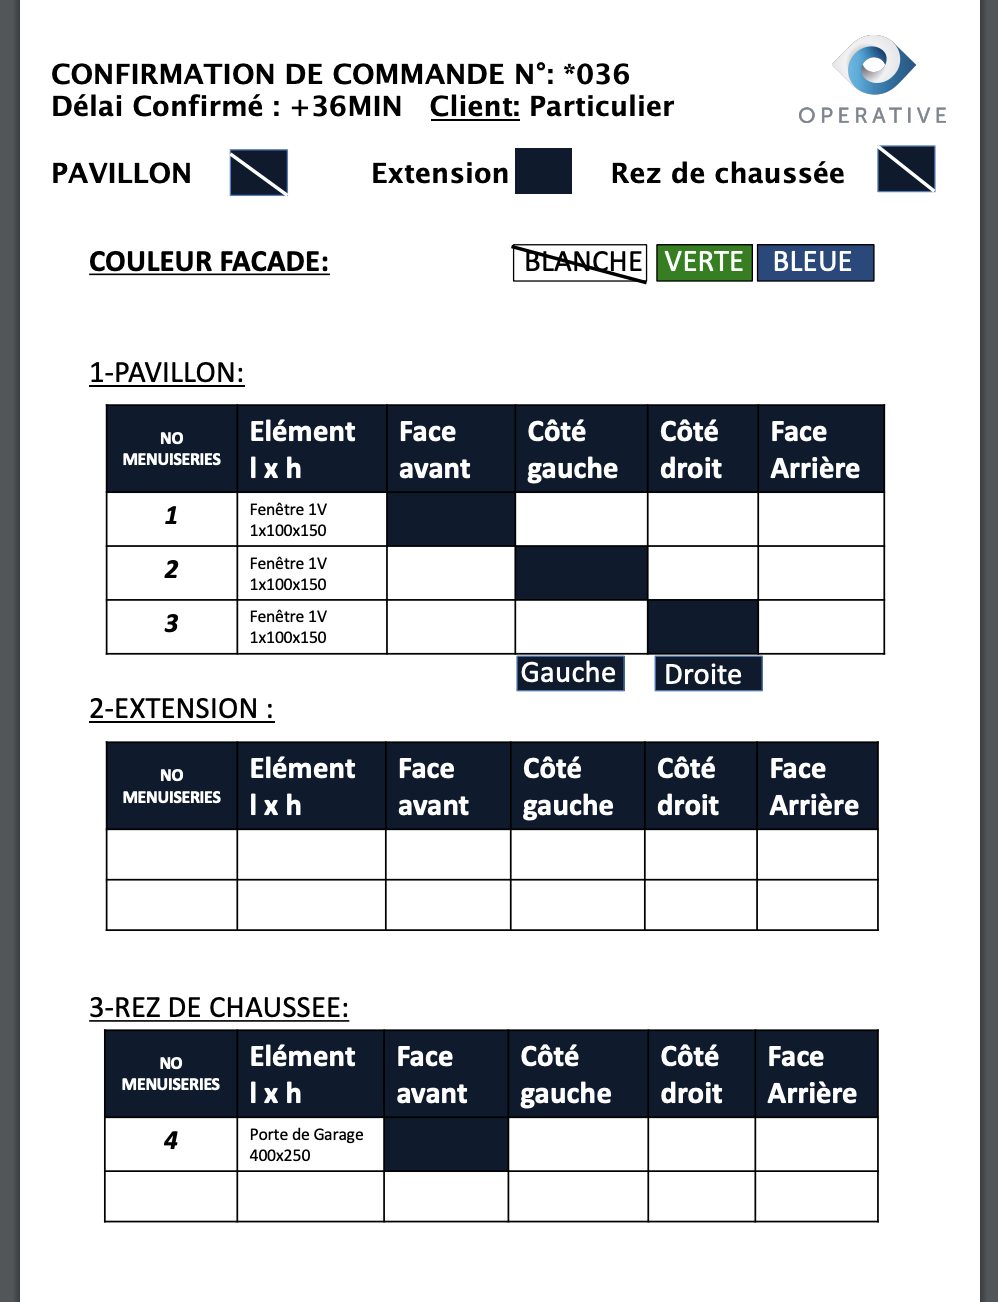 CONFIRMATION DE COMMANDE N°: *036
Délai Confirmé : +36MIN Client: Particulier
OPERATIVE
PAVILLON Extension Rez de chaussée
COULEUR FACADE: BLANCHE VERTE BLEUE
1-PAVILLON:
NO MENUISERIES Elément l x h Face avant Côté gauche Côté droit Face Arrière
1 Fenêtre 1V 1x100x150
2 Fenêtre 1V 1x100x150
3 Fenêtre 1V 1x100x150
Gauche Droite
2-EXTENSION :
NO MENUISERIES Elément l x h Face avant Côté gauche Côté droit Face Arrière
3-REZ DE CHAUSSEE:
NO MENUISERIES Elément l x h Face avant Côté gauche Côté droit Face Arrière
4 Porte de Garage 400x250